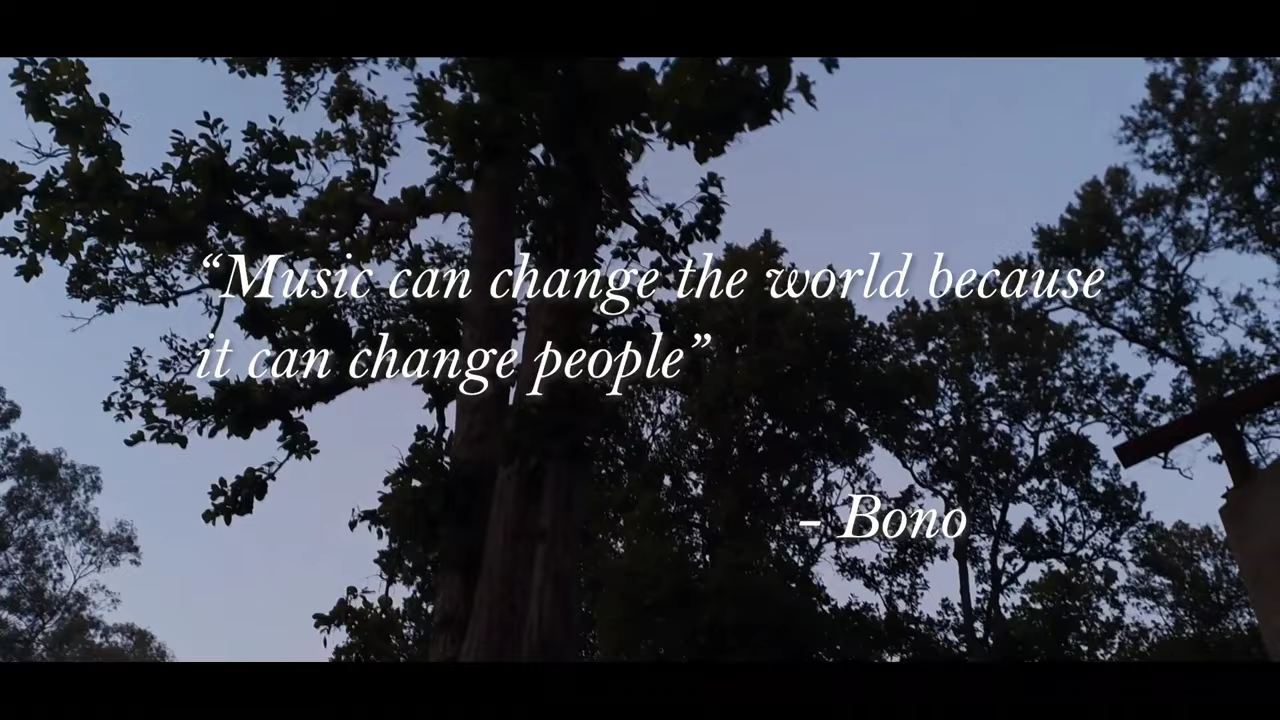 “Music can change the world because
it can change people”
- Bono